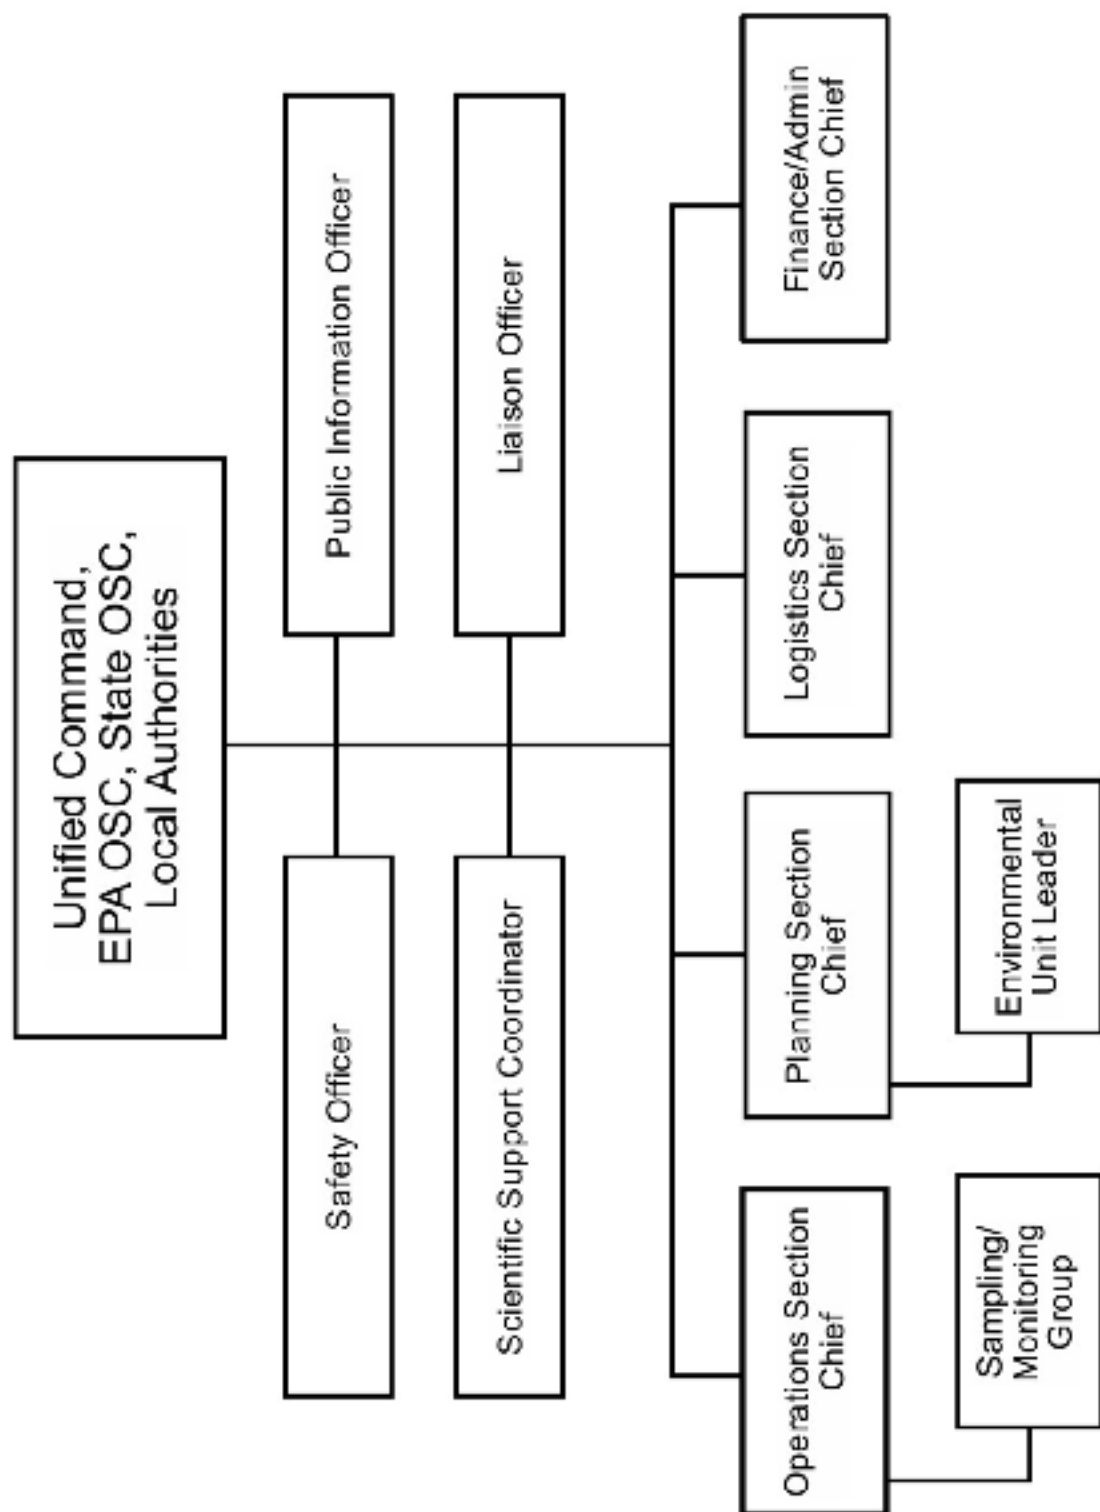 Unified Command,
EPA OSC, State OSC,
Local Authorities
Safety Officer
Public Information Officer
Scientific Support Coordinator
Liaison Officer
Operations Section
Chief
Planning Section
Chief
Logistics Section
Chief
Finance/Admin
Section Chief
Sampling/
Monitoring
Group
Environmental
Unit Leader